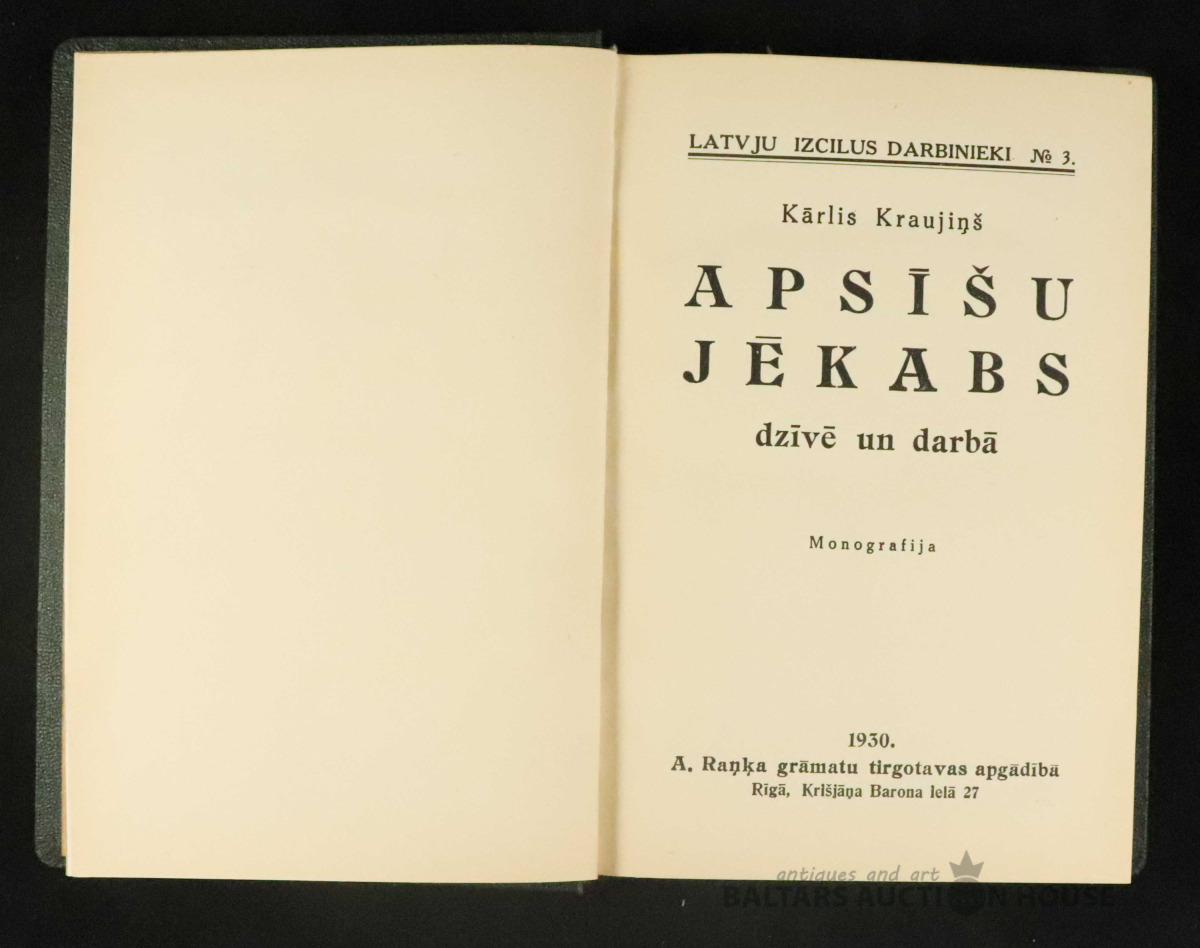 LATVJU IZCILUS DARBINIEKI № 3.
Kārlis Kraujiņš
APSĪŠU
JĒKABS
dzīvē un darbā
Monografija
1930.
A. Raņķa grāmatu tirgotavas apgādībā
Rīgā, Krišjāņa Barona ielā 27
antiques and art
BALTARS AUCTION HOUSE